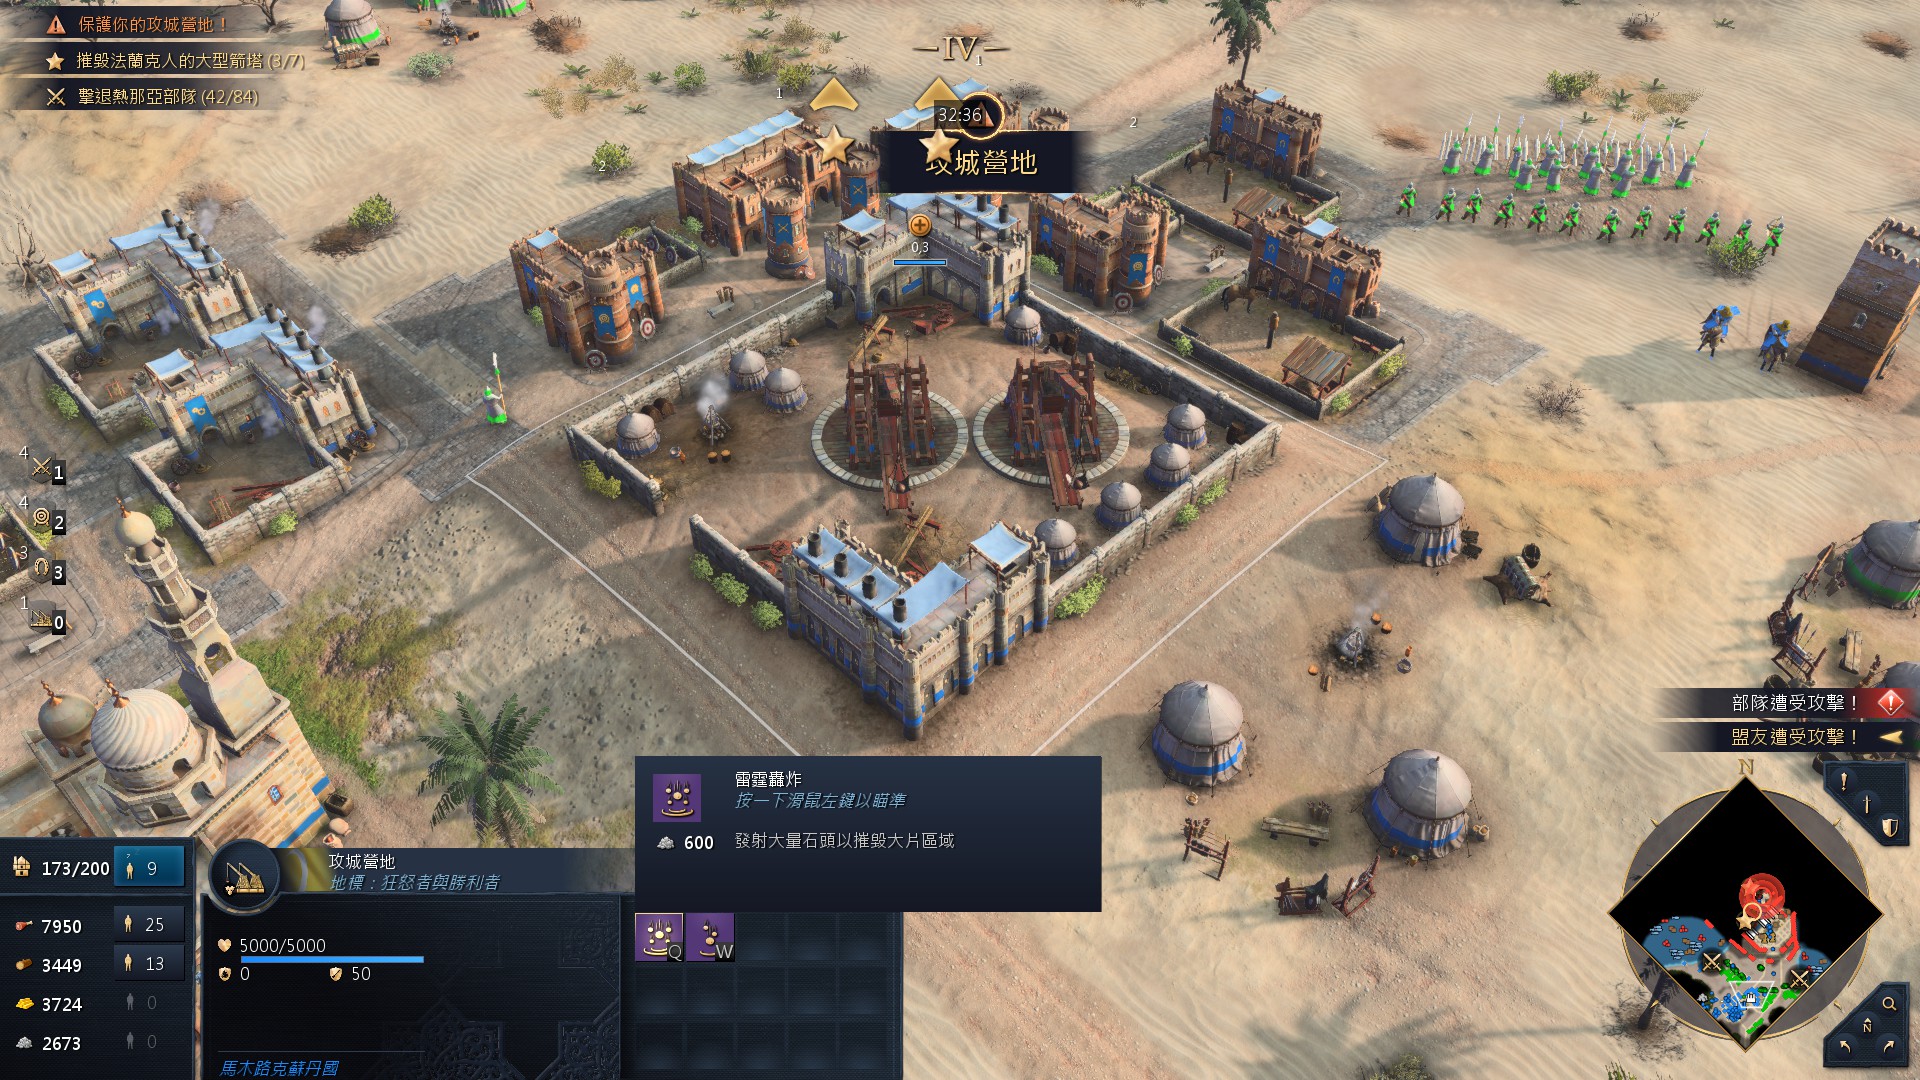 保護你的攻城營地！
摧毀法蘭克人的大型箭塔 (3/7)
擊退熱那亞部隊 (42/84)
IV
1
1
2
2
32:36
攻城營地
0,3
4
1
4
2
3
3
1
0
部隊遭受攻擊！
盟友遭受攻擊！
N
雷霆轟炸
按一下滑鼠左鍵以瞄準
600
發射大量石頭以摧毀大片區域
173/200
9
7950
25
3449
13
3724
0
2673
0
攻城營地
地標：狂怒者與勝利者
5000/5000
0
50
馬木路克蘇丹國
Q
W
N